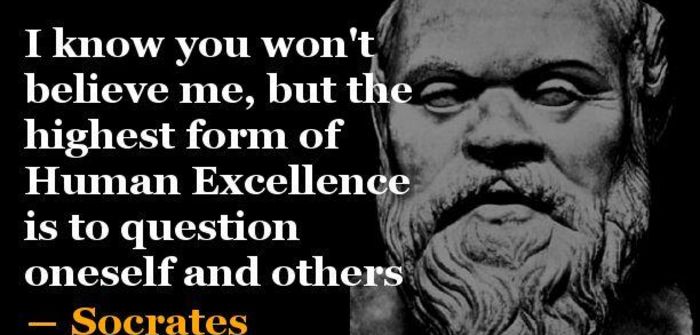 I know you won't
believe me, but the
highest form of
Human Excellence
is to question
oneself and others
— Socrates